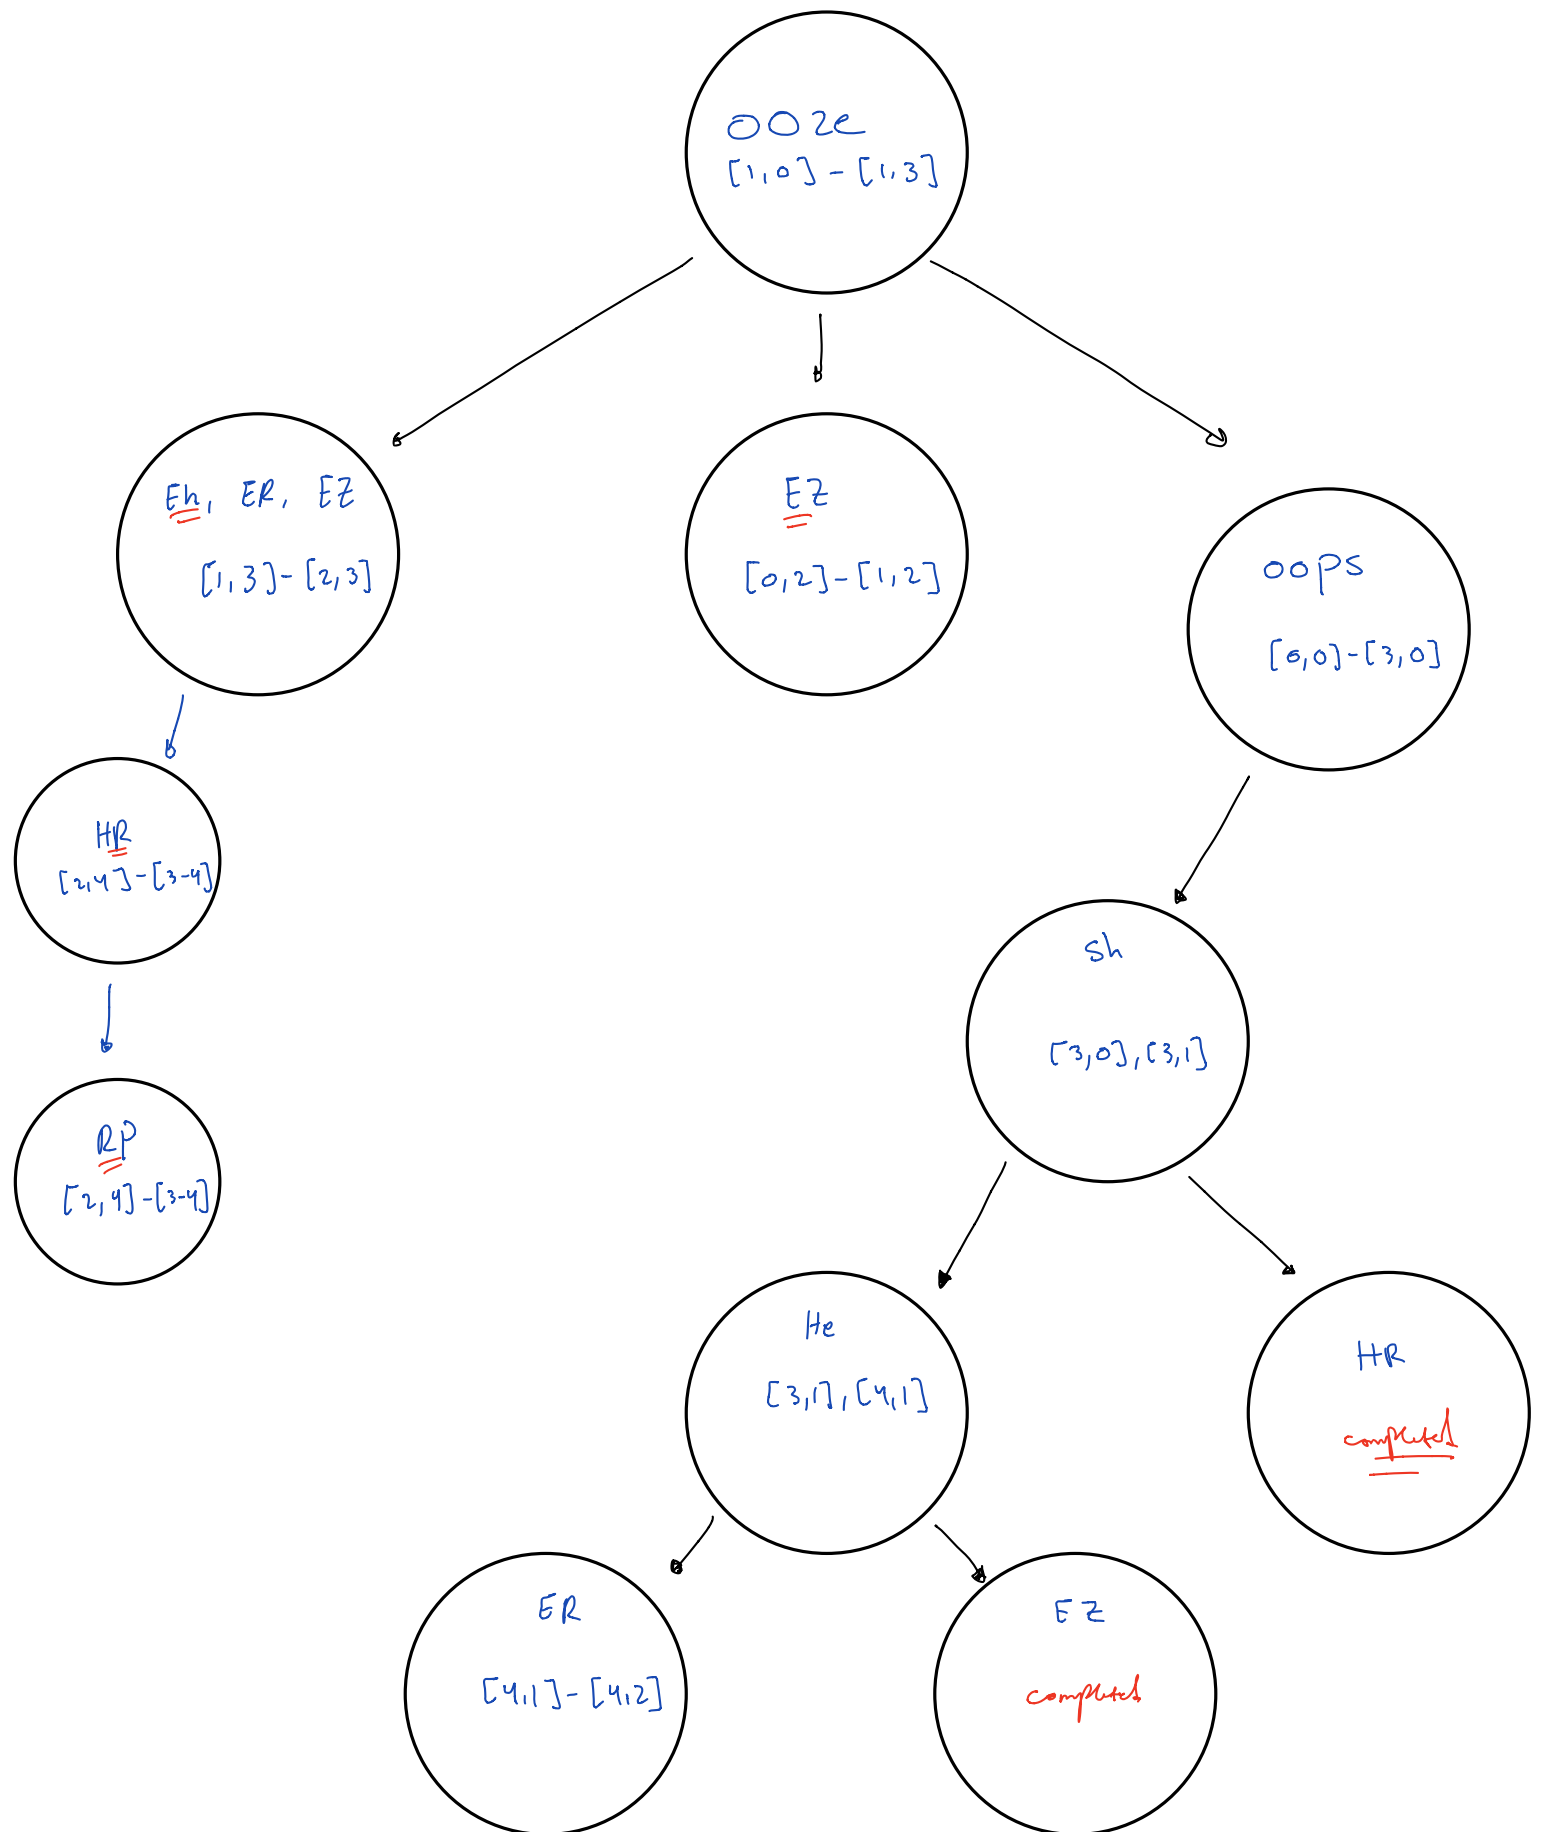 ooze
[1,0] - [1,3]
Eh, ER, EZ
[1,3] - [2,3]
EZ
[0,2] - [1,2]
oops
[0,0] - [3,0]
HR
[2,4] - [3-4]
Sh
[3,0], [3,1]
RP
[2,4] - [3-4]
He
[3,1], [4,1]
HR
completed
ER
[4,1] - [4,2]
EZ
completed